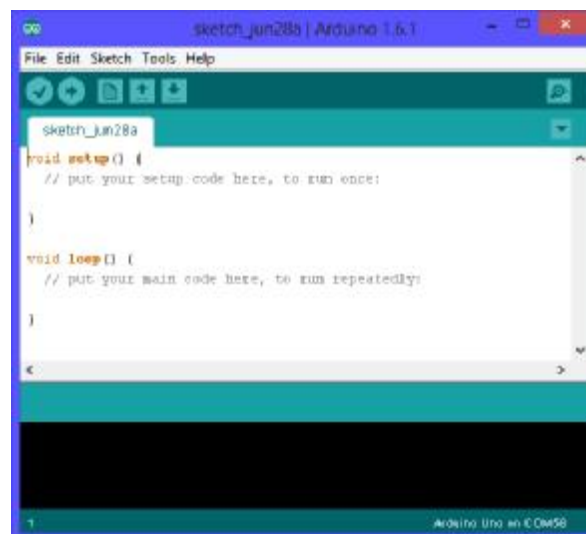 sketch_jun28a | Arduino 1.6.1
File Edit Sketch Tools Help
sketch_jun28a
void setup() {
// put your setup code here, to run once:
}
void loop() {
// put your main code here, to run repeatedly:
}
1
Arduino Uno en COM58